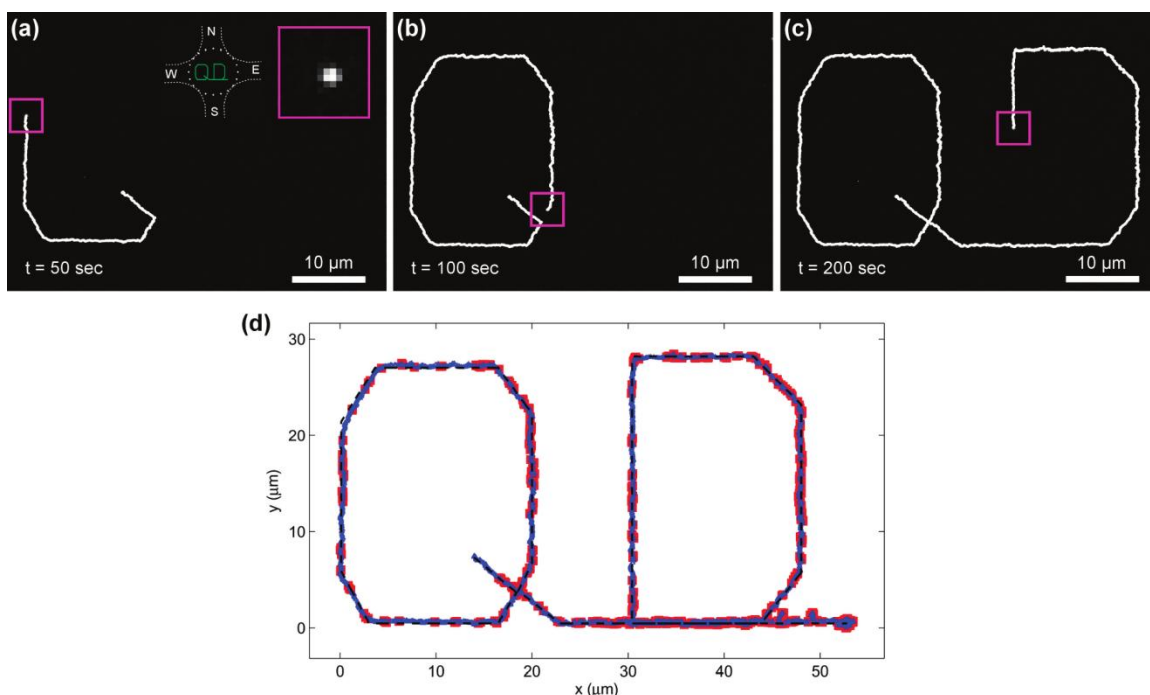 (a)
N
W
QD
E
S
t = 50 sec
10 µm
(b)
t = 100 sec
10 µm
(c)
t = 200 sec
10 µm
(d)
30
20
10
0
y (µm)
0
10
20
30
40
50
x (µm)